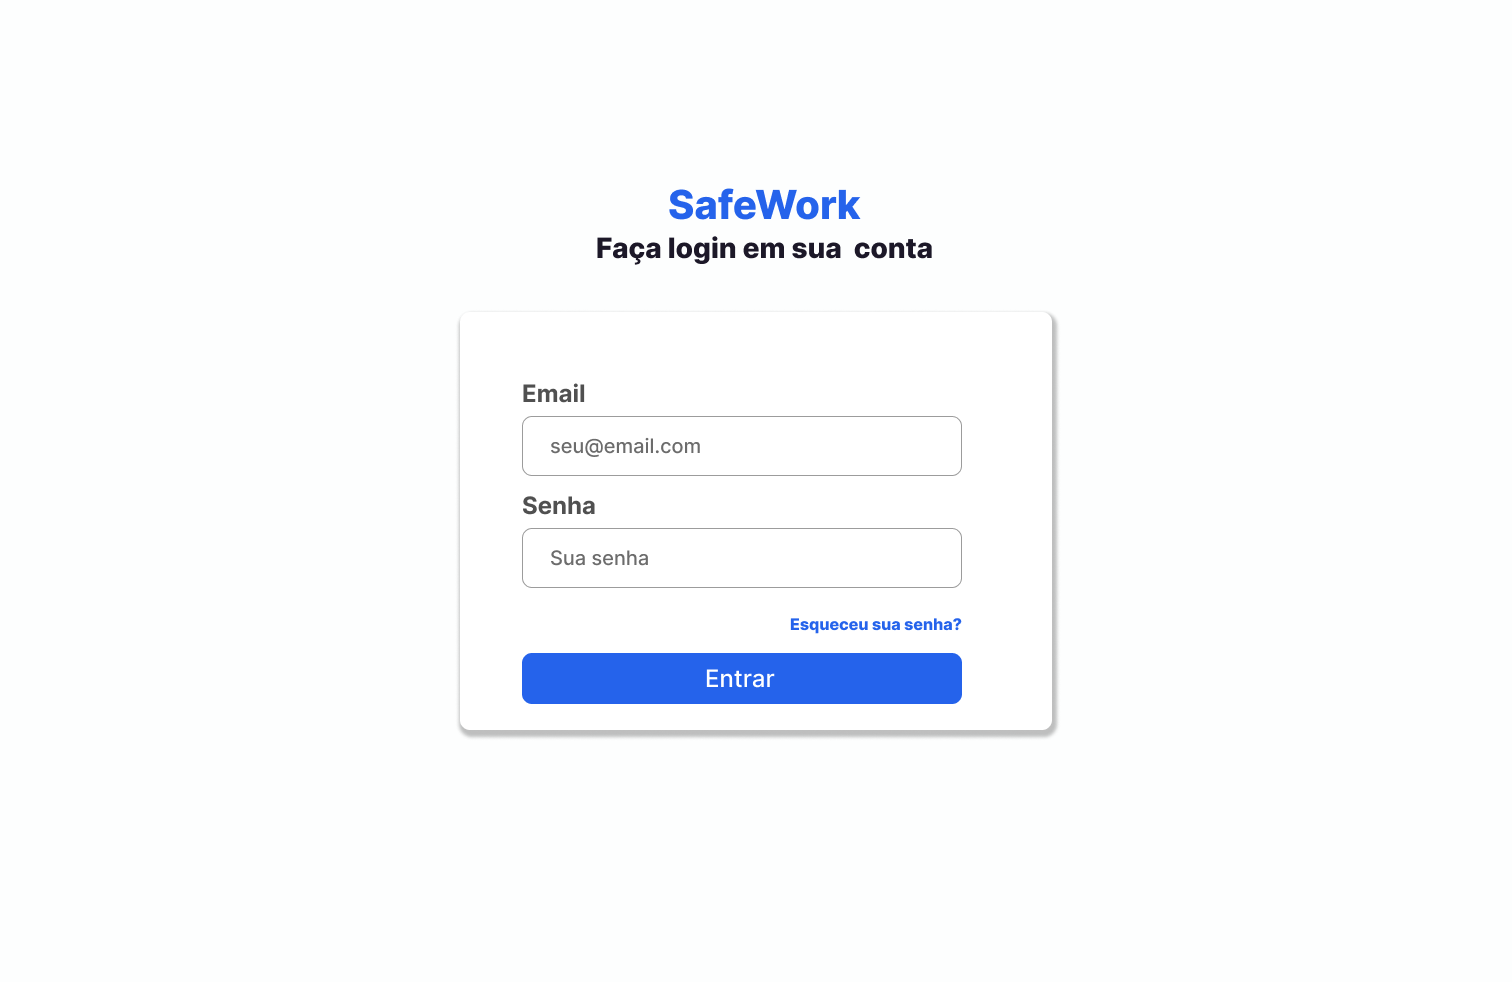 SafeWork
Faça login em sua  conta
Email
seu@email.com
Senha
Sua senha
Esqueceu sua senha?
Entrar